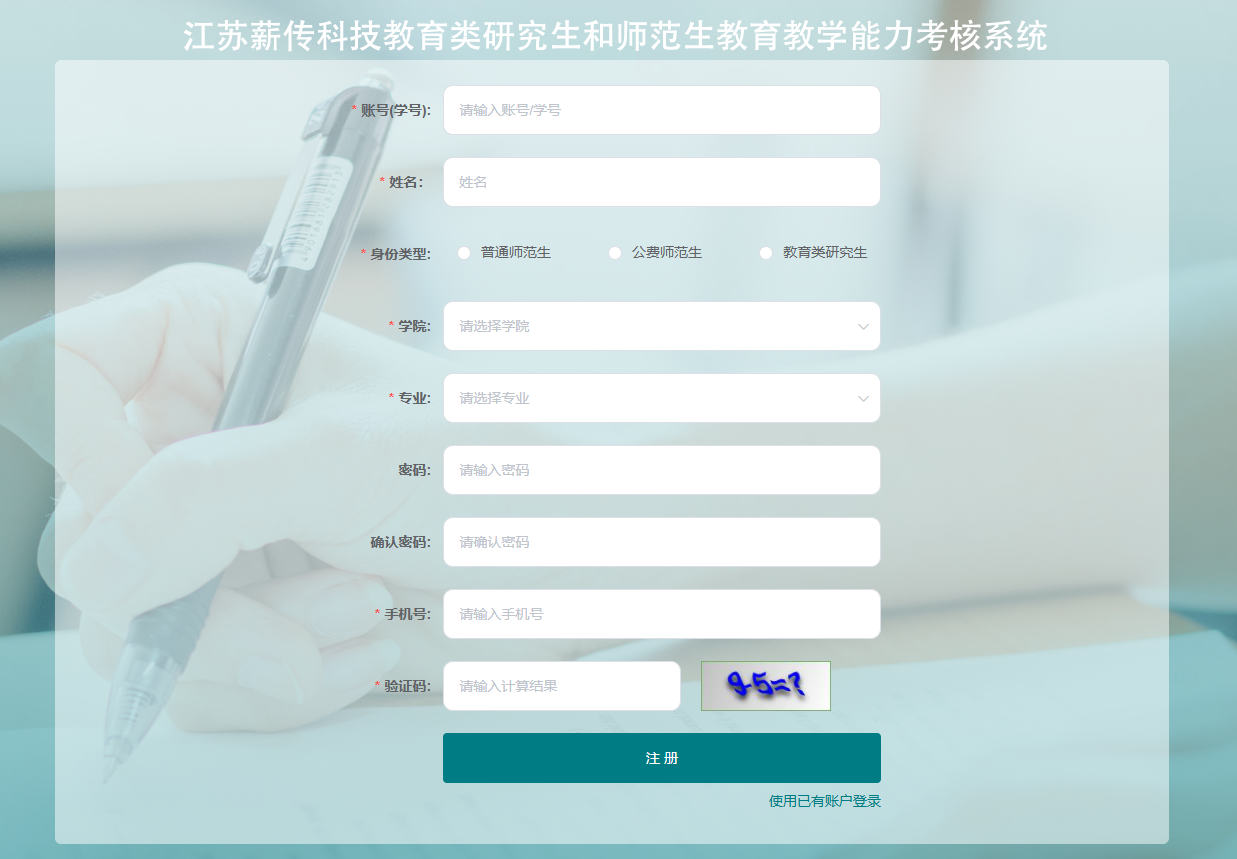 江苏薪传科技教育类研究生和师范生教育教学能力考核系统
* 账号(学号): 请输入账号/学号
* 姓名: 姓名
* 身份类型: 普通师范生 公费师范生 教育类研究生
* 学院: 请选择学院
* 专业: 请选择专业
密码: 请输入密码
确认密码: 请确认密码
* 手机号: 请输入手机号
* 验证码: 请输入计算结果 9-5=?
注 册
使用已有账户登录